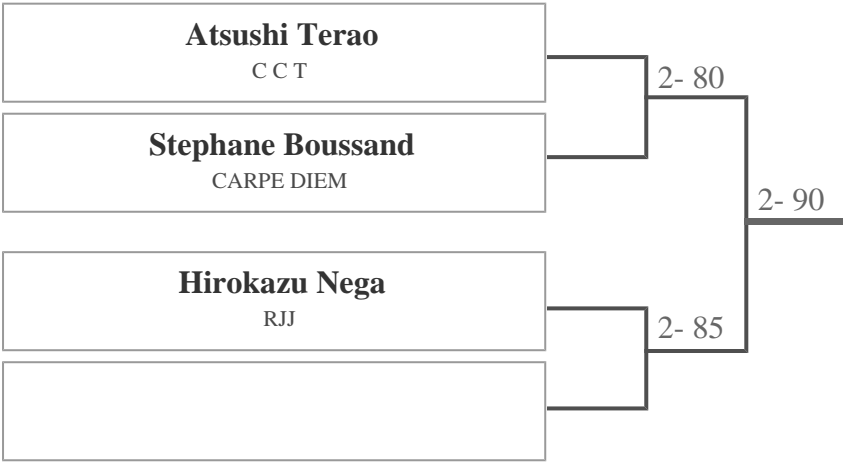 Atsushi Terao
C C T
2- 80
Stephane Boussand
CARPE DIEM
2- 90
Hirokazu Nega
RJJ
2- 85